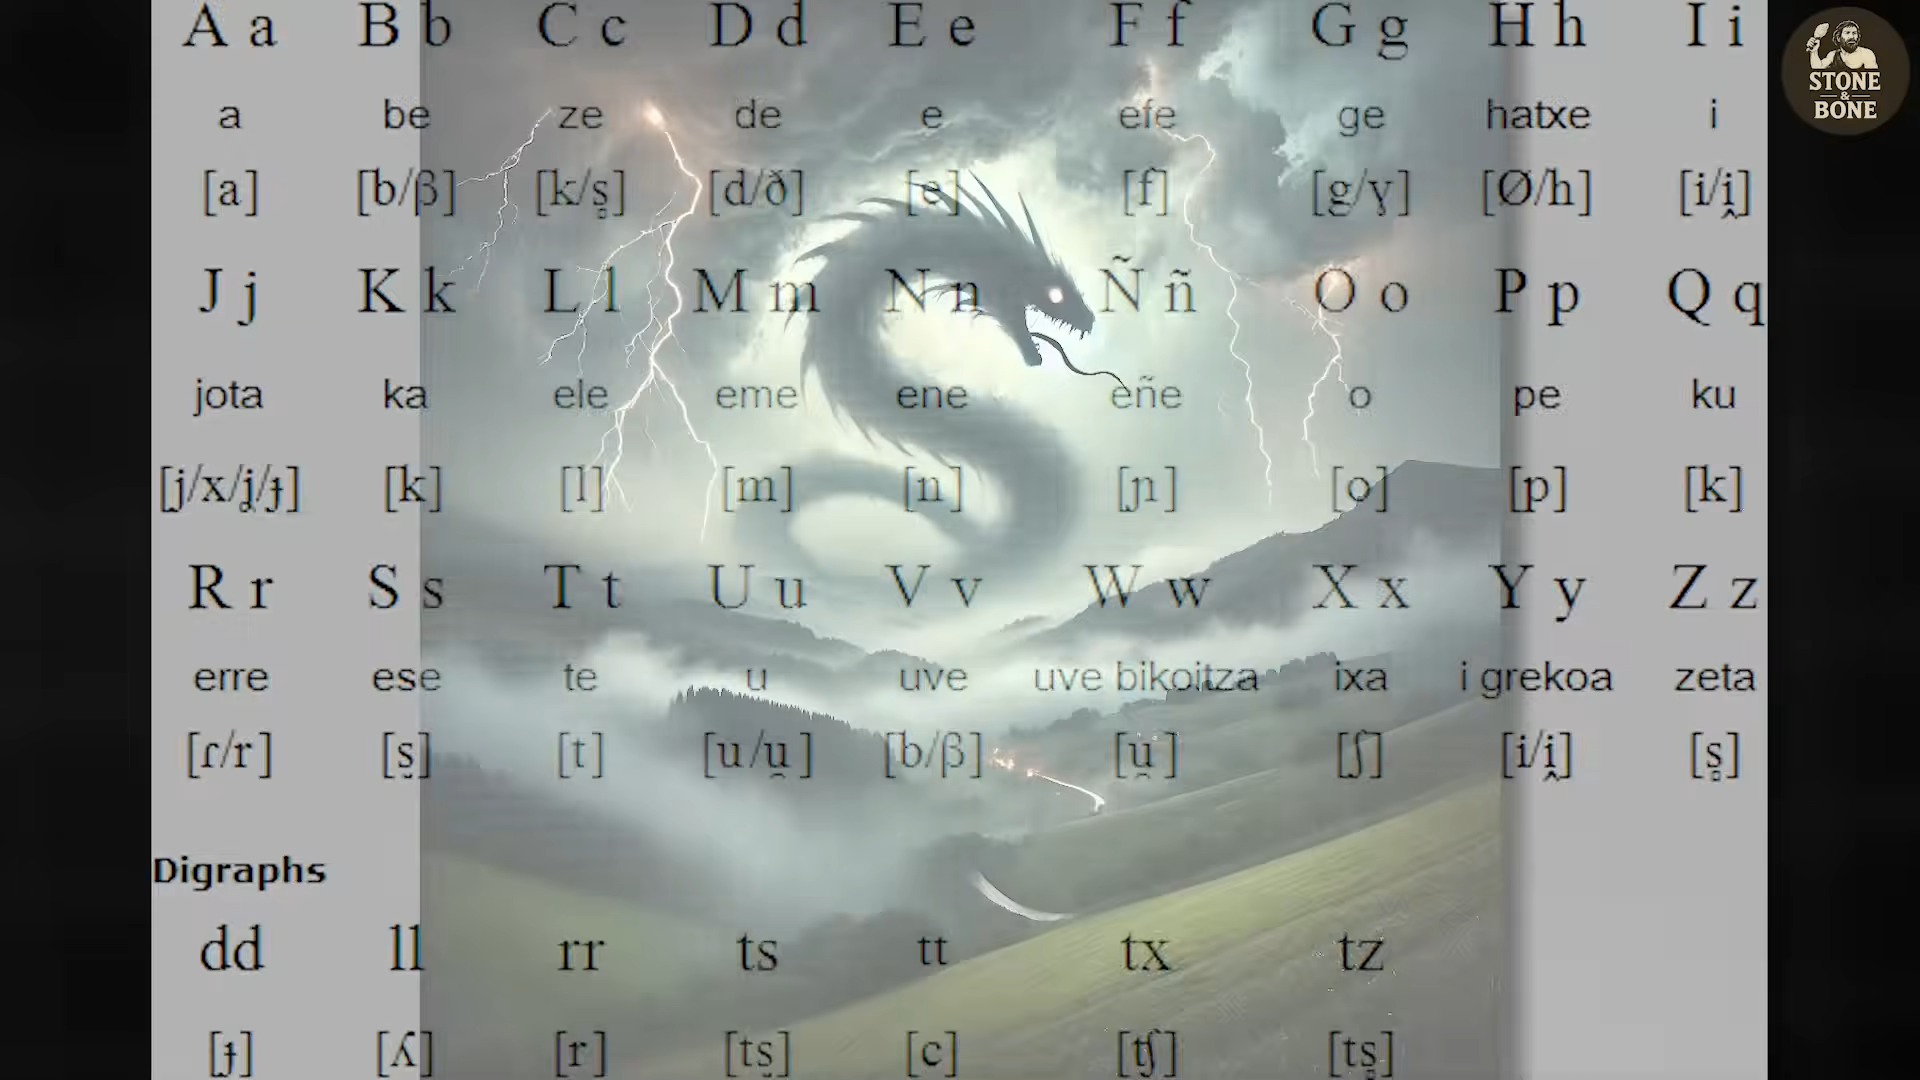 A a B b C c D d E e F f G g H h I i
a be ze de e efe ge hatxe i
[a] [b/β] [k/s̻] [d/ð] [e] [f] [g/ɣ] [Ø/h] [i/i̯]
J j K k L l M m N n Ñ ñ O o P p Q q
jota ka ele eme ene eñe o pe ku
[j/x/ʝ/ɟ] [k] [l] [m] [n] [ɲ] [o] [p] [k]
R r S s T t U u V v W w X x Y y Z z
erre ese te u uve uve bikoitza ixa i grekoa zeta
[ɾ/r] [s̺] [t] [u/u̯] [b/β] [u̯] [ʃ] [i/i̯] [s̻]
Digraphs
dd ll rr ts tt tx tz
[ɟ] [ʎ] [r] [ts̺] [c] [ʧ] [ts̻]
STONE
&
BONE